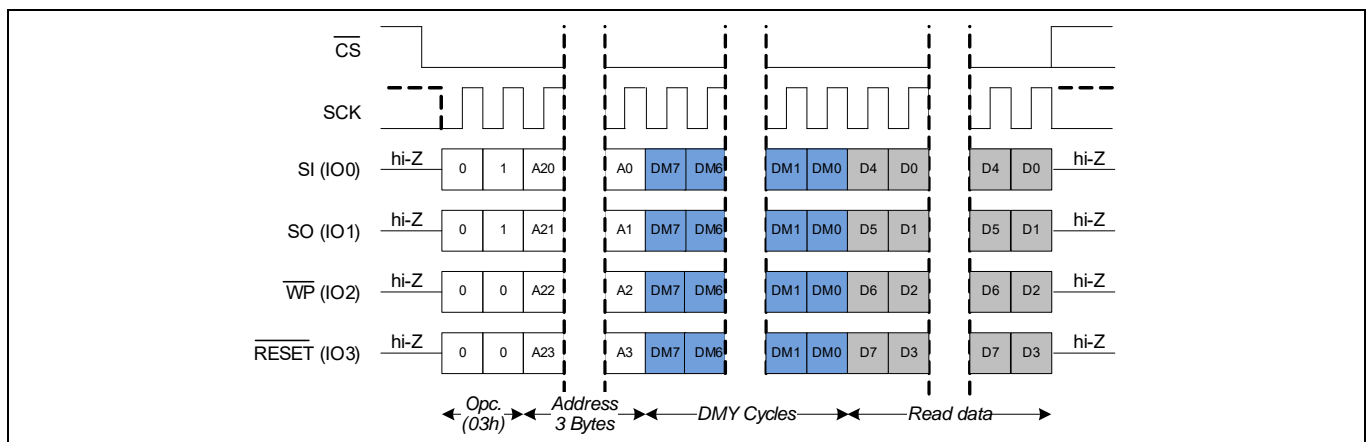 CS
SCK
SI (IO0) hi-Z 0 1 A20 A0 DM7 DM6 DM1 DM0 D4 D0 D4 D0 hi-Z
SO (IO1) hi-Z 0 1 A21 A1 DM7 DM6 DM1 DM0 D5 D1 D5 D1 hi-Z
WP (IO2) hi-Z 0 0 A22 A2 DM7 DM6 DM1 DM0 D6 D2 D6 D2 hi-Z
RESET (IO3) hi-Z 0 0 A23 A3 DM7 DM6 DM1 DM0 D7 D3 D7 D3 hi-Z
Opc. Address DMY Cycles Read data
(03h) 3 Bytes